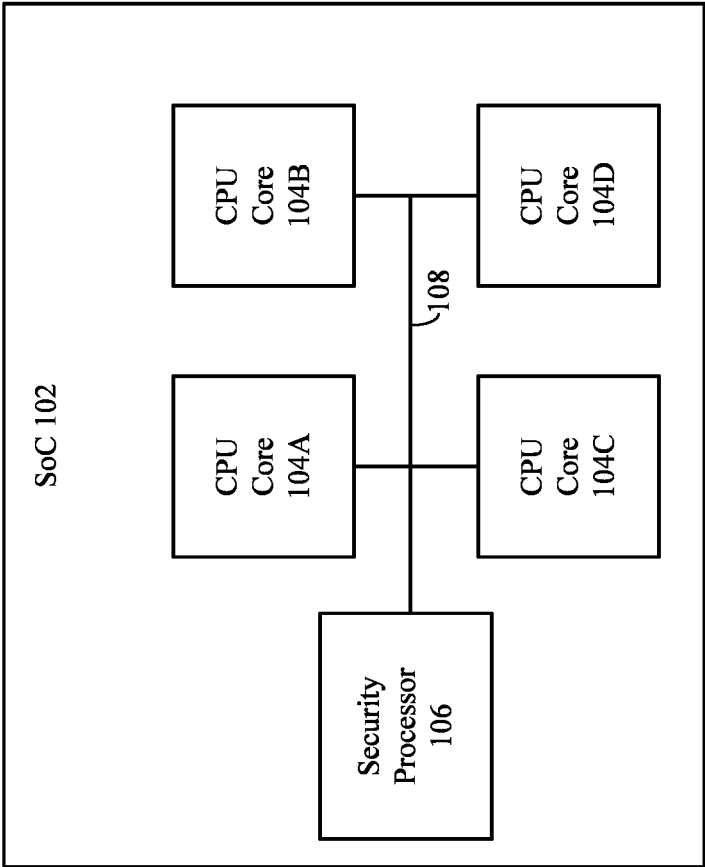 SoC 102
CPU
Core
104A
CPU
Core
104B
Security
Processor
106
108
CPU
Core
104C
CPU
Core
104D